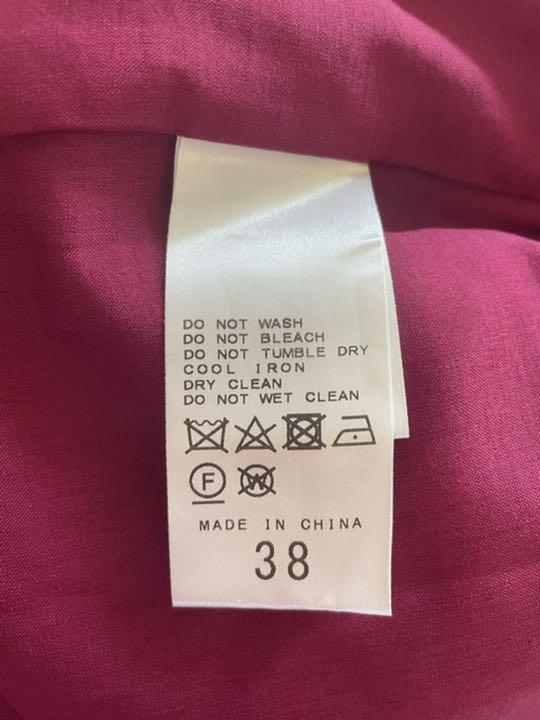 DO NOT WASH
DO NOT BLEACH
DO NOT TUMBLE DRY
COOL IRON
DRY CLEAN
DO NOT WET CLEAN
F W
MADE IN CHINA
38